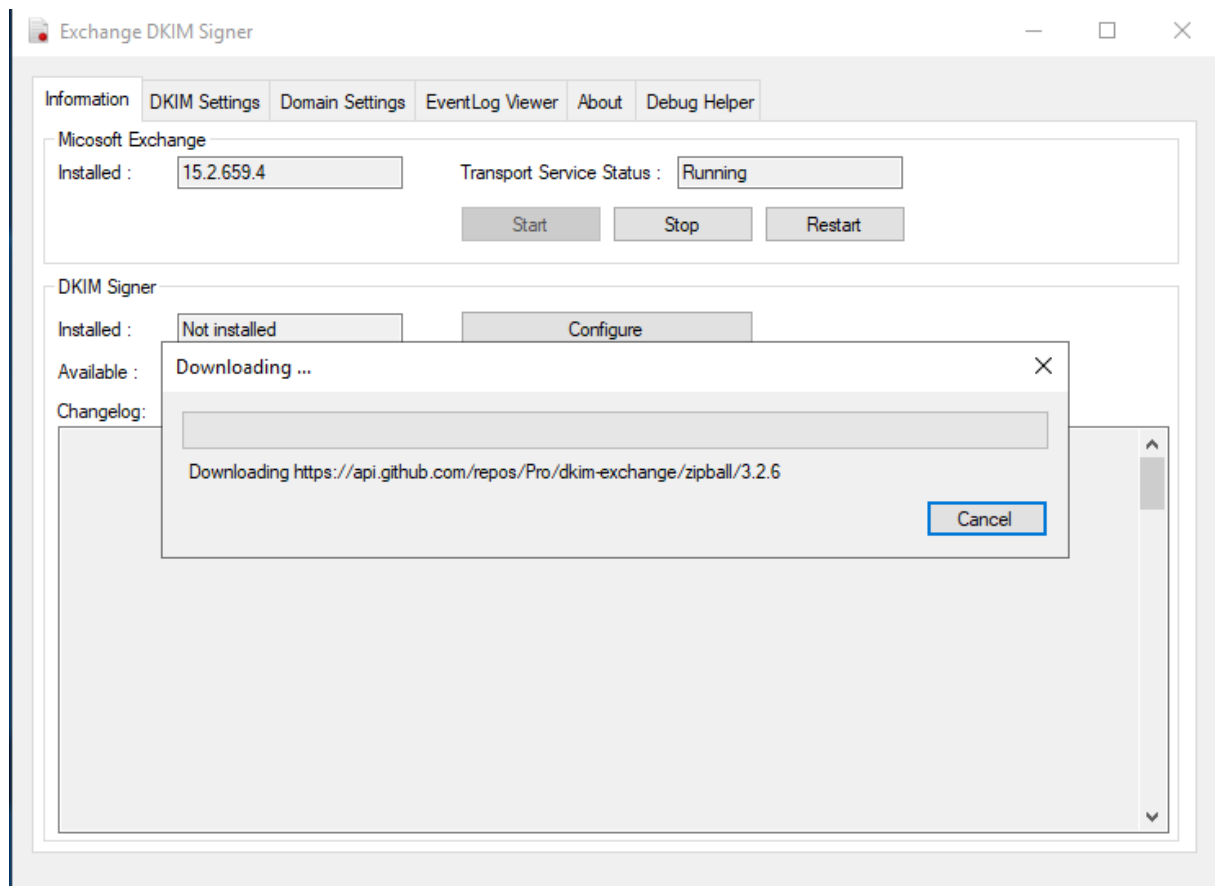 Exchange DKIM Signer
Information DKIM Settings Domain Settings EventLog Viewer About Debug Helper
Micosoft Exchange
Installed : 15.2.659.4 Transport Service Status : Running
Start Stop Restart
DKIM Signer
Installed : Not installed Configure
Available :
Changelog:
Downloading ...
Downloading https://api.github.com/repos/Pro/dkim-exchange/zipball/3.2.6
Cancel